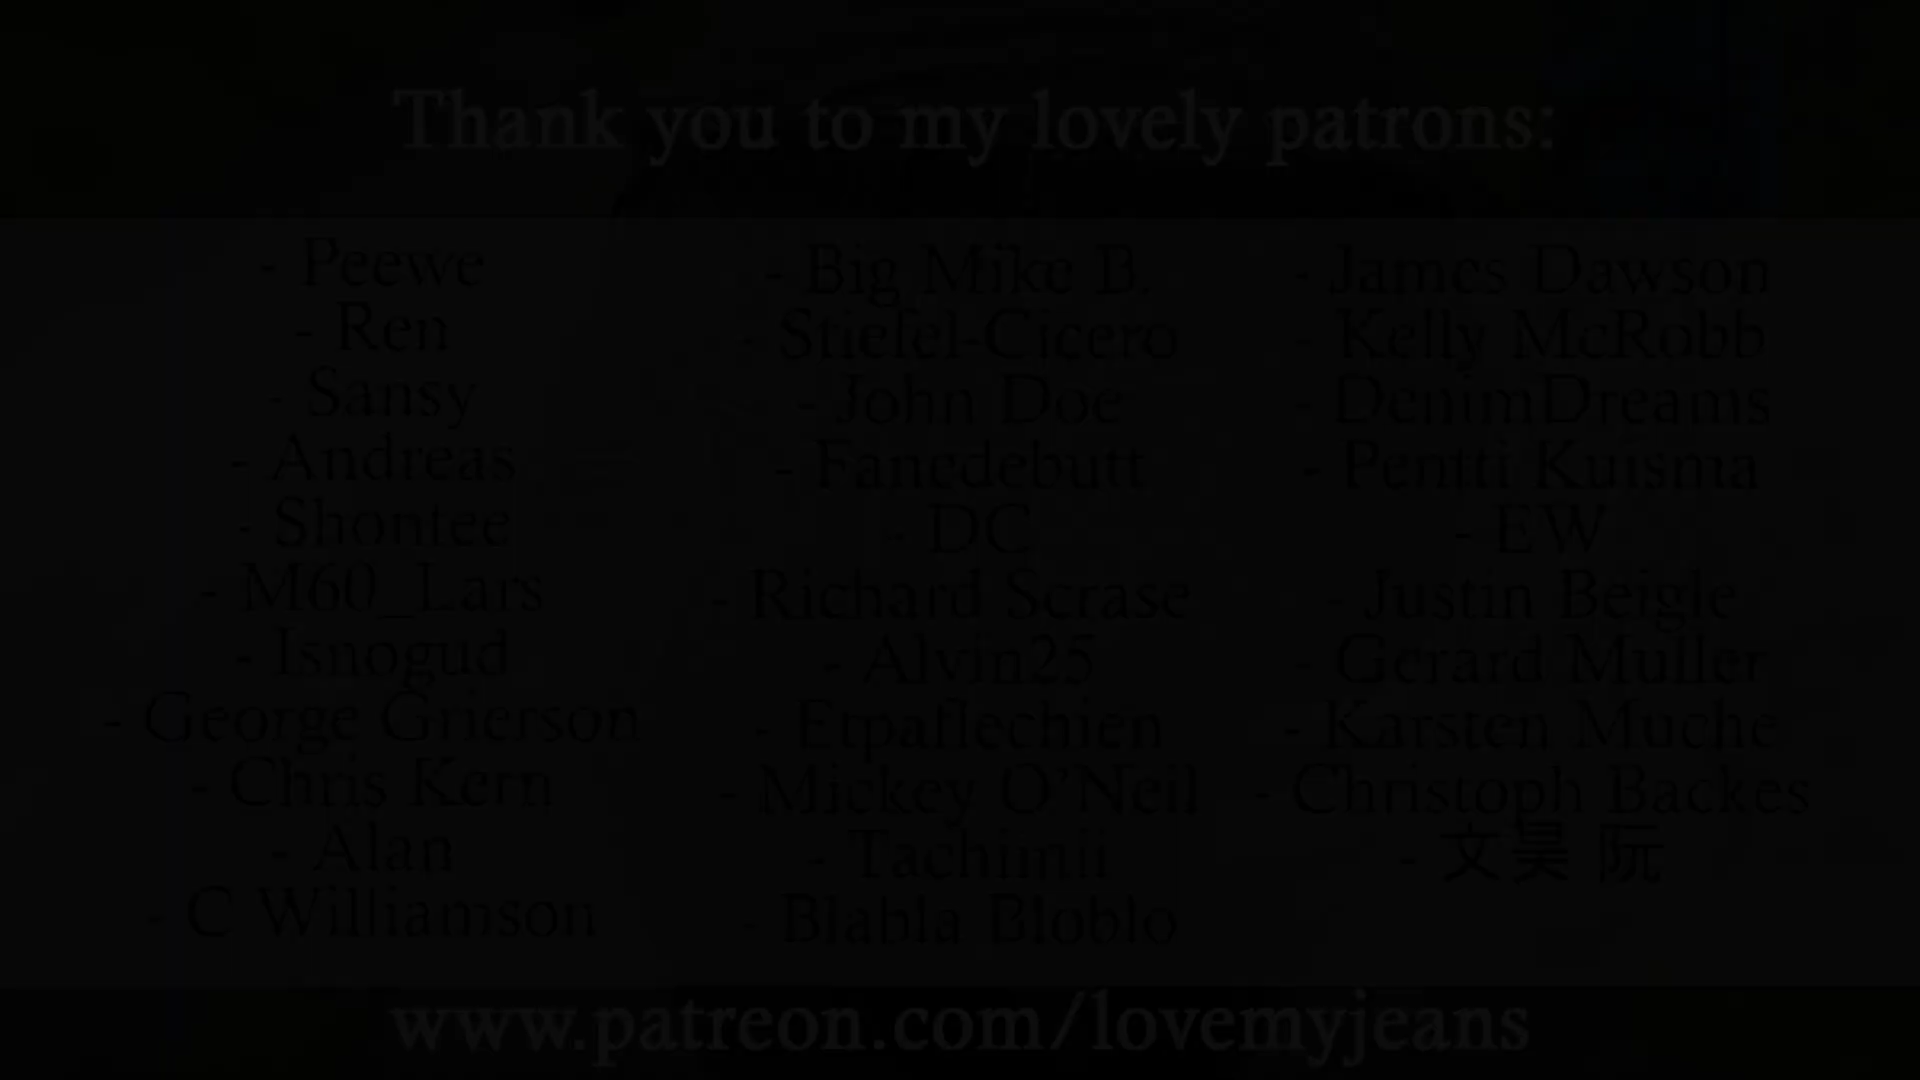 Thank you to my lovely patrons:
- Peewe
- Ren
- Sansy
- Andreas
- Shontee
- M60_Lars
- Isnogud
- George Grierson
- Chris Kern
- Alan
- C Williamson
- Big Mike B.
- Stiefel-Cicero
- John Doe
- Fancdebutt
- DC
- Richard Scrase
- Alvin25
- Etpaflechien
- Mickey O'Neil
- Tachimii
- Blabla Bloblo
- James Dawson
- Kelly McRobb
- DenimDreams
- Pentti Kuisma
- EW
- Justin Beigle
- Gerard Muller
- Karsten Muche
- Christoph Backes
- 文昊 阮
www.patreon.com/lovemyjeans